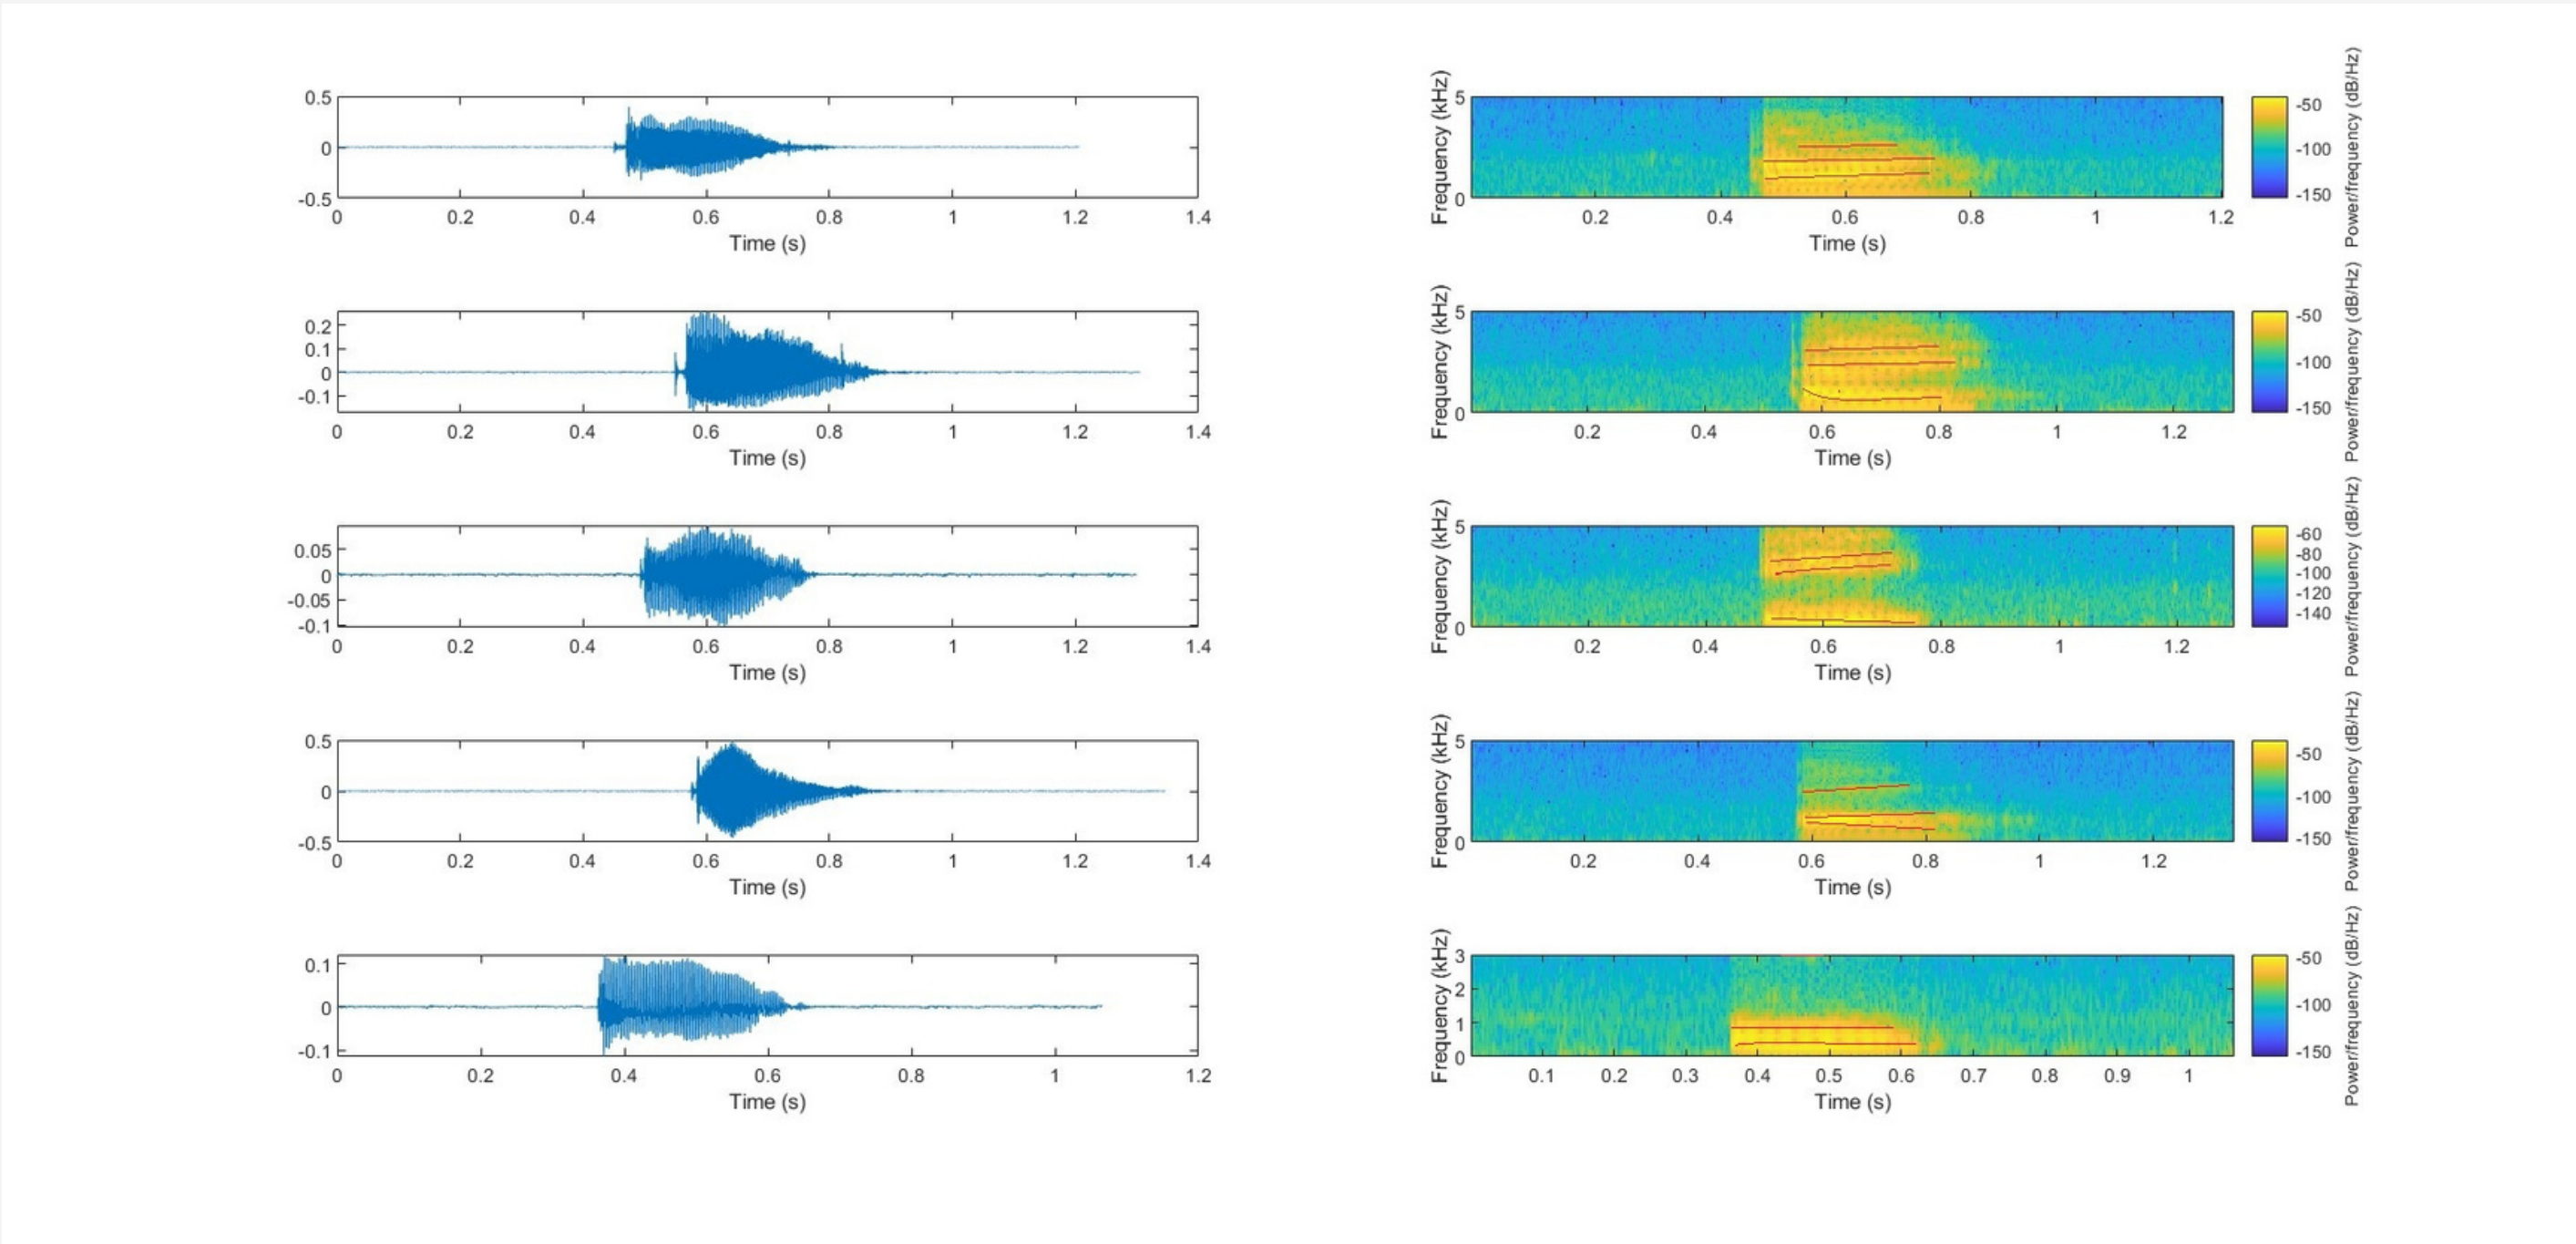 0.5
0
-0.5
0 0.2 0.4 0.6 0.8 1 1.2 1.4
Time (s)
Frequency (kHz)
5
0
0.2 0.4 0.6 0.8 1 1.2
Time (s)
-50
-100
-150
Power/frequency (dB/Hz)
0.2
0.1
0
-0.1
0 0.2 0.4 0.6 0.8 1 1.2 1.4
Time (s)
Frequency (kHz)
5
0
0.2 0.4 0.6 0.8 1 1.2
Time (s)
-50
-100
-150
Power/frequency (dB/Hz)
0.05
0
-0.05
-0.1
0 0.2 0.4 0.6 0.8 1 1.2 1.4
Time (s)
Frequency (kHz)
5
0
0.2 0.4 0.6 0.8 1 1.2
Time (s)
-60
-80
-100
-120
-140
Power/frequency (dB/Hz)
0.5
0
-0.5
0 0.2 0.4 0.6 0.8 1 1.2 1.4
Time (s)
Frequency (kHz)
5
0
0.2 0.4 0.6 0.8 1 1.2
Time (s)
-50
-100
-150
Power/frequency (dB/Hz)
0.1
0
-0.1
0 0.2 0.4 0.6 0.8 1 1.2
Time (s)
Frequency (kHz)
3
2
1
0
0.1 0.2 0.3 0.4 0.5 0.6 0.7 0.8 0.9 1
Time (s)
-50
-100
-150
Power/frequency (dB/Hz)